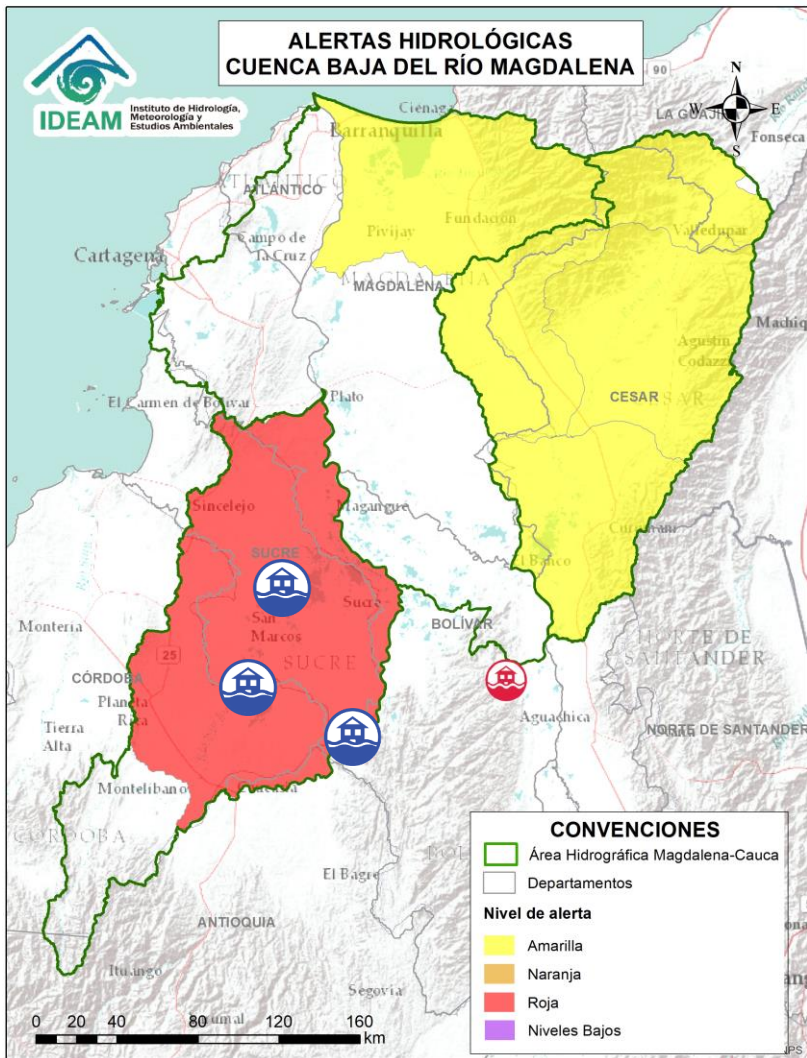 ALERTAS HIDROLÓGICAS
CUENCA BAJA DEL RÍO MAGDALENA
IDEAM
Instituto de Hidrología,
Meteorología y
Estudios Ambientales
90
N
W
E
S
Ciénaga
LA GUAJIRA
Barranquilla
Fonseca
ATLÁNTICO
Fundación
Pivijay
Valledupar
Campo de
la Cruz
Cartagena
MAGDALENA
Agustín
Codazzi
CESAR
Plato
El Carmen de Bolívar
Sincelejo
Magangué
Curumaní
SUCRE
El Banco
Sucre
San
Marcos
BOLÍVAR
Montería
NORTE DE
SANTANDER
25
SUCRE
CÓRDOBA
Planeta
Rica
Aguachica
Tierra
Alta
NORTE DE SANTANDER
Montelíbano
CÓRDOBA
El Bagre
ANTIOQUIA
Ituango
Segovia
CONVENCIONES
Área Hidrográfica Magdalena-Cauca
Departamentos
Nivel de alerta
Amarilla
Naranja
Roja
Niveles Bajos
0 20 40 80 120 160
km